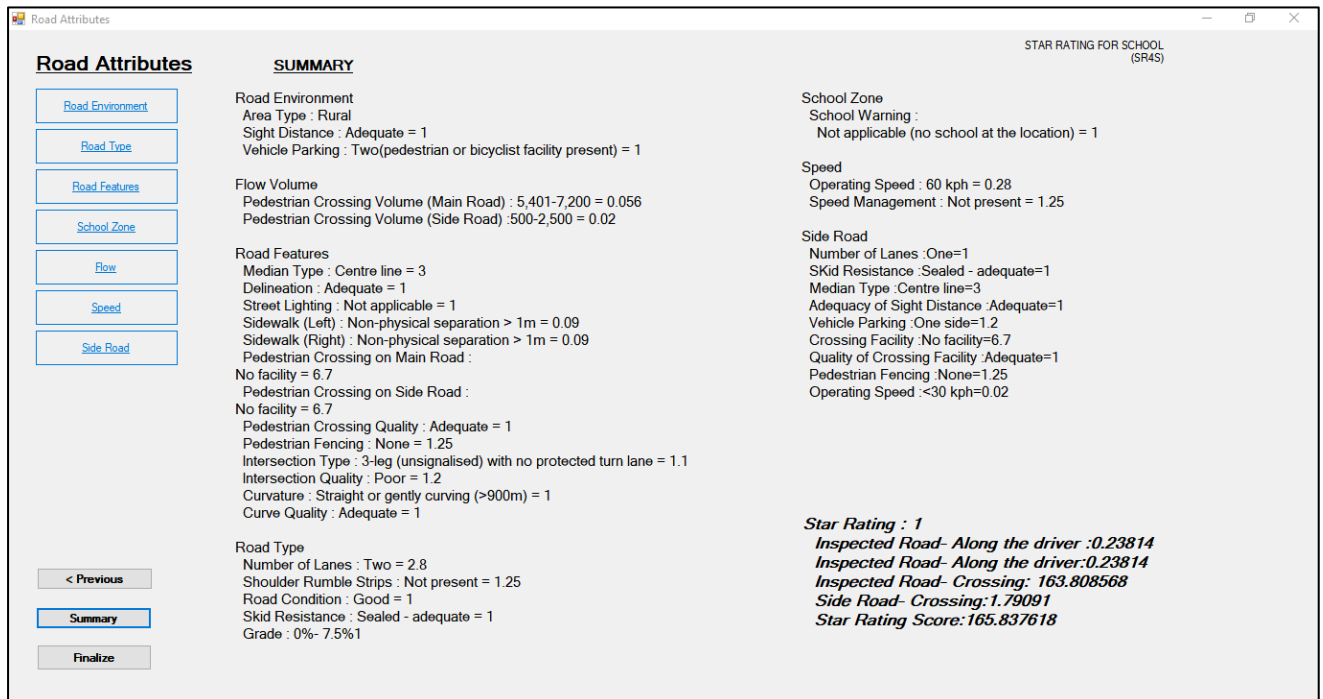 Road Attributes
STAR RATING FOR SCHOOL
(SR4S)
Road Attributes
Road Environment
Road Type
Road Features
School Zone
Flow
Speed
Side Road
< Previous
Summary
Finalize
SUMMARY
Road Environment
Area Type : Rural
Sight Distance : Adequate = 1
Vehicle Parking : Two(pedestrian or bicyclist facility present) = 1
Flow Volume
Pedestrian Crossing Volume (Main Road) : 5,401-7,200 = 0.056
Pedestrian Crossing Volume (Side Road) :500-2,500 = 0.02
Road Features
Median Type : Centre line = 3
Delineation : Adequate = 1
Street Lighting : Not applicable = 1
Sidewalk (Left) : Non-physical separation > 1m = 0.09
Sidewalk (Right) : Non-physical separation > 1m = 0.09
Pedestrian Crossing on Main Road :
No facility = 6.7
Pedestrian Crossing on Side Road :
No facility = 6.7
Pedestrian Crossing Quality : Adequate = 1
Pedestrian Fencing : None = 1.25
Intersection Type : 3-leg (unsignalised) with no protected turn lane = 1.1
Intersection Quality : Poor = 1.2
Curvature : Straight or gently curving (>900m) = 1
Curve Quality : Adequate = 1
Road Type
Number of Lanes : Two = 2.8
Shoulder Rumble Strips : Not present = 1.25
Road Condition : Good = 1
Skid Resistance : Sealed - adequate = 1
Grade : 0%- 7.5%1
School Zone
School Warning :
Not applicable (no school at the location) = 1
Speed
Operating Speed : 60 kph = 0.28
Speed Management : Not present = 1.25
Side Road
Number of Lanes :One=1
SKid Resistance :Sealed - adequate=1
Median Type :Centre line=3
Adequacy of Sight Distance :Adequate=1
Vehicle Parking :One side=1.2
Crossing Facility :No facility=6.7
Quality of Crossing Facility :Adequate=1
Pedestrian Fencing :None=1.25
Operating Speed :<30 kph=0.02
Star Rating : 1
Inspected Road- Along the driver :0.23814
Inspected Road- Along the driver:0.23814
Inspected Road- Crossing: 163.808568
Side Road- Crossing:1.79091
Star Rating Score:165.837618